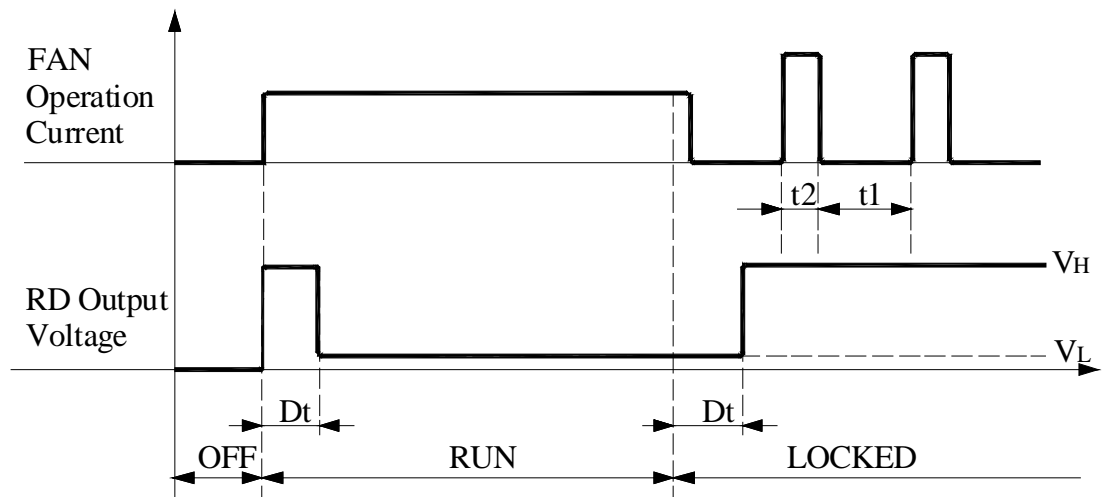 FAN
Operation
Current
t2
t1
VH
RD Output
Voltage
VL
Dt
Dt
OFF
RUN
LOCKED